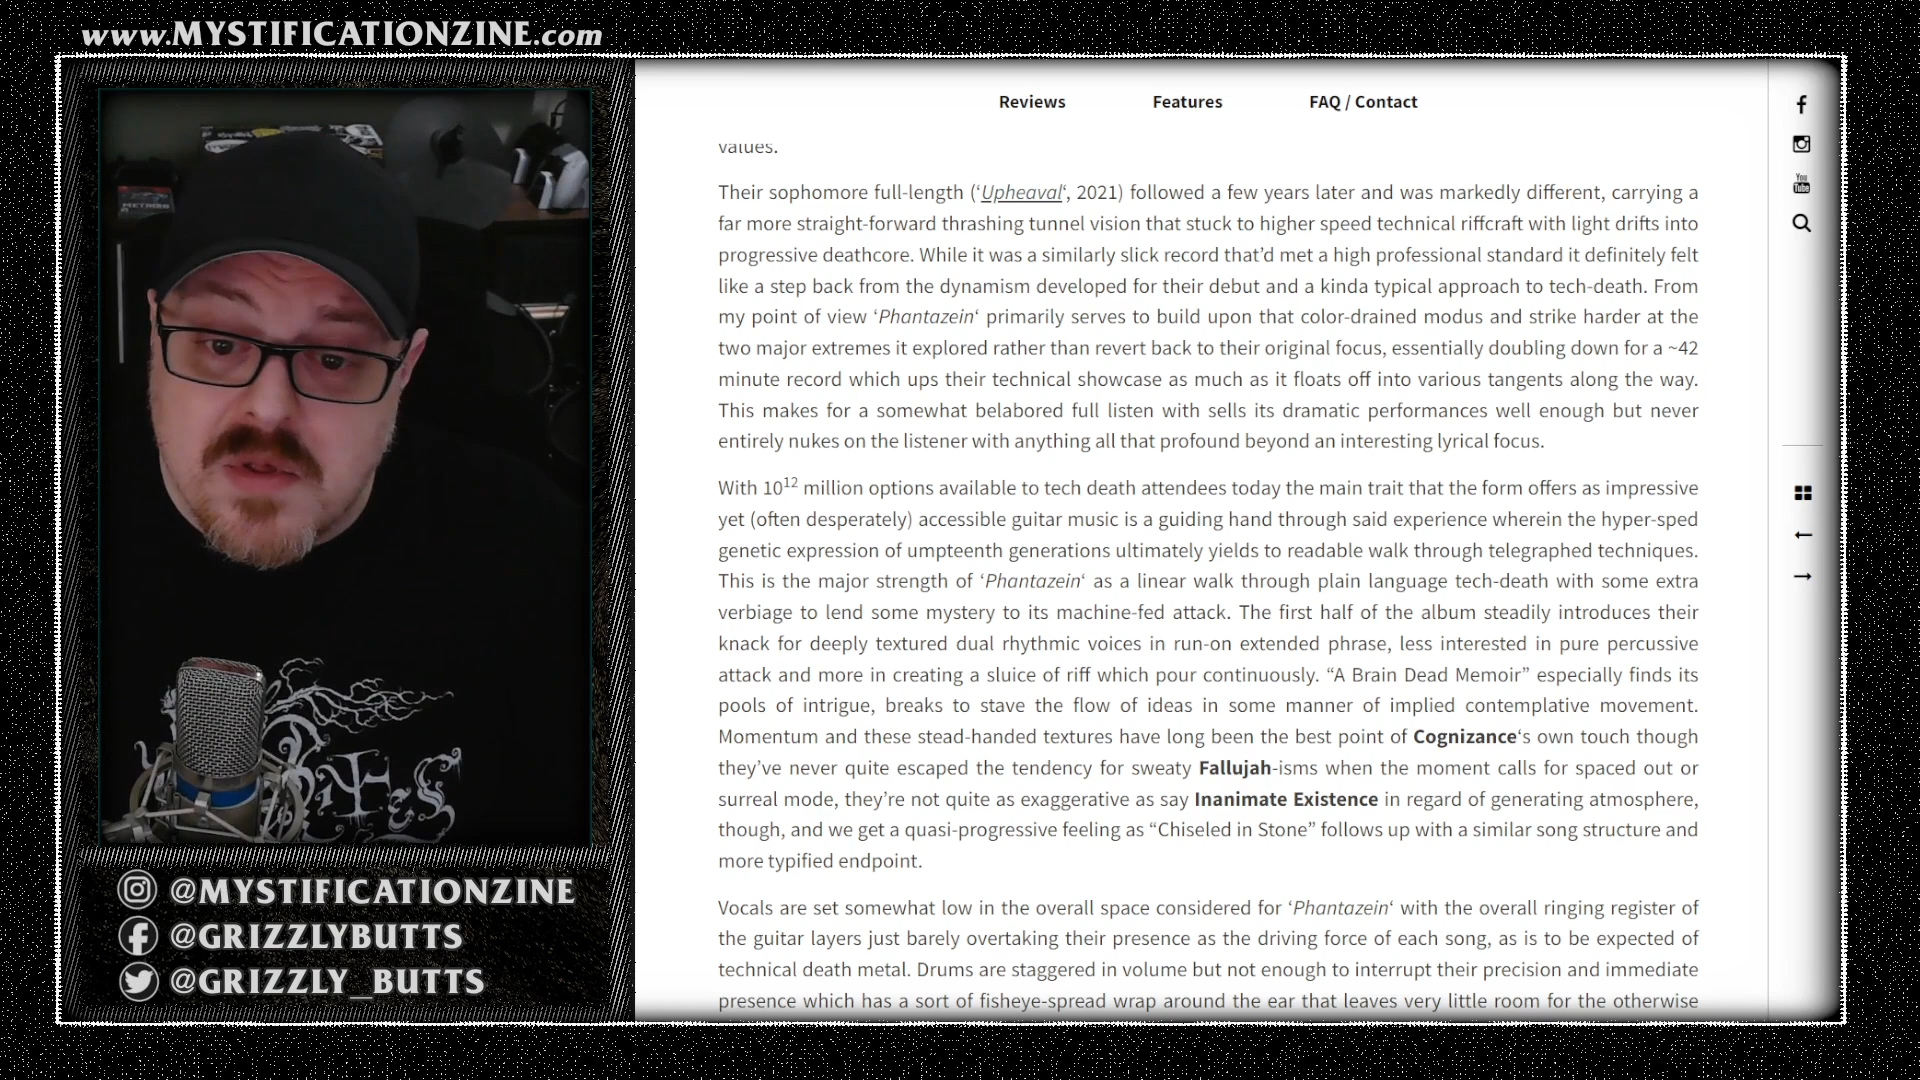 www.MYSTIFICATIONZINE.com
Reviews
Features
FAQ / Contact
values.
Their sophomore full-length (‘Upheaval‘, 2021) followed a few years later and was markedly different, carrying a
far more straight-forward thrashing tunnel vision that stuck to higher speed technical riffcraft with light drifts into
progressive deathcore. While it was a similarly slick record that’d met a high professional standard it definitely felt
like a step back from the dynamism developed for their debut and a kinda typical approach to tech-death. From
my point of view ‘Phantazein‘ primarily serves to build upon that color-drained modus and strike harder at the
two major extremes it explored rather than revert back to their original focus, essentially doubling down for a ~42
minute record which ups their technical showcase as much as it floats off into various tangents along the way.
This makes for a somewhat belabored full listen with sells its dramatic performances well enough but never
entirely nukes on the listener with anything all that profound beyond an interesting lyrical focus.
With 10¹² million options available to tech death attendees today the main trait that the form offers as impressive
yet (often desperately) accessible guitar music is a guiding hand through said experience wherein the hyper-sped
genetic expression of umpteenth generations ultimately yields to readable walk through telegraphed techniques.
This is the major strength of ‘Phantazein‘ as a linear walk through plain language tech-death with some extra
verbiage to lend some mystery to its machine-fed attack. The first half of the album steadily introduces their
knack for deeply textured dual rhythmic voices in run-on extended phrase, less interested in pure percussive
attack and more in creating a sluice of riff which pour continuously. “A Brain Dead Memoir” especially finds its
pools of intrigue, breaks to stave the flow of ideas in some manner of implied contemplative movement.
Momentum and these stead-handed textures have long been the best point of Cognizance‘s own touch though
they’ve never quite escaped the tendency for sweaty Fallujah-isms when the moment calls for spaced out or
surreal mode, they’re not quite as exaggerative as say Inanimate Existence in regard of generating atmosphere,
though, and we get a quasi-progressive feeling as “Chiseled in Stone” follows up with a similar song structure and
more typified endpoint.
Vocals are set somewhat low in the overall space considered for ‘Phantazein‘ with the overall ringing register of
the guitar layers just barely overtaking their presence as the driving force of each song, as is to be expected of
technical death metal. Drums are staggered in volume but not enough to interrupt their precision and immediate
presence which has a sort of fisheye-spread wrap around the ear that leaves very little room for the otherwise
You
Tube
@MYSTIFICATIONZINE
@GRIZZLYBUTTS
@GRIZZLY_BUTTS